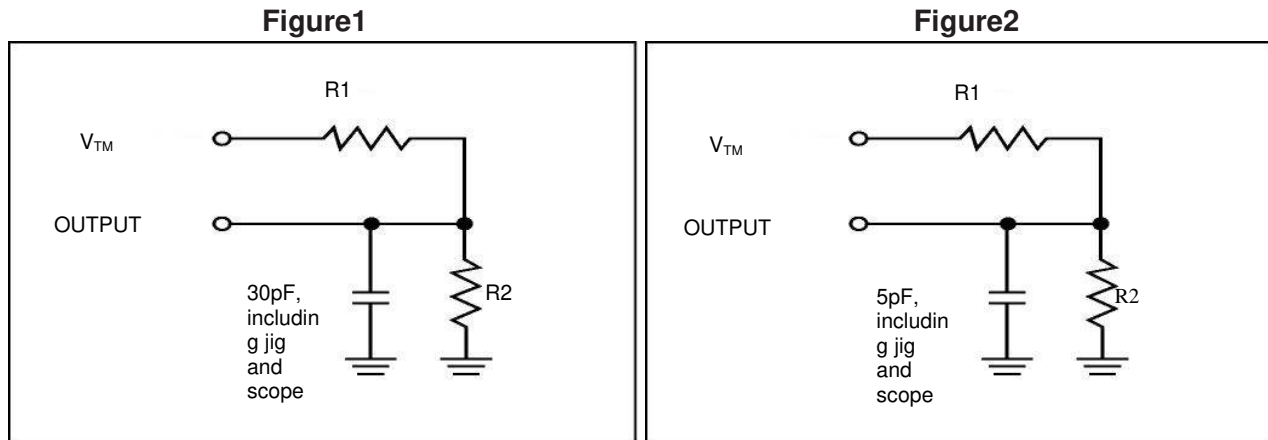 Figure1
R1
VTM
OUTPUT
30pF,
includin
g jig
and
scope
R2
Figure2
R1
VTM
OUTPUT
5pF,
includin
g jig
and
scope
R2